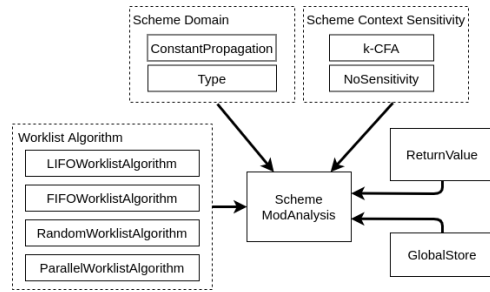 Scheme Domain
ConstantPropagation
Type
Scheme Context Sensitivity
k-CFA
NoSensitivity
Worklist Algorithm
LIFOWorklistAlgorithm
FIFOWorklistAlgorithm
RandomWorklistAlgorithm
ParallelWorklistAlgorithm
Scheme
ModAnalysis
ReturnValue
GlobalStore